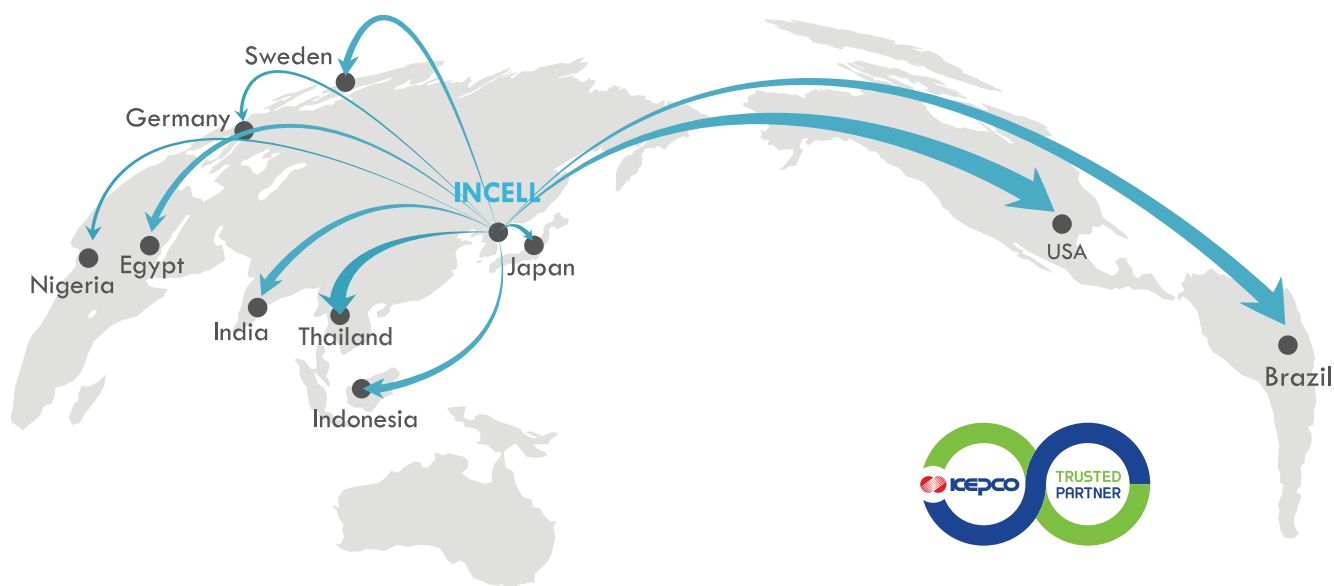 Sweden
Germany
INCELL
Nigeria
Egypt
Japan
USA
India
Thailand
Brazil
Indonesia
KEPCO
TRUSTED
PARTNER